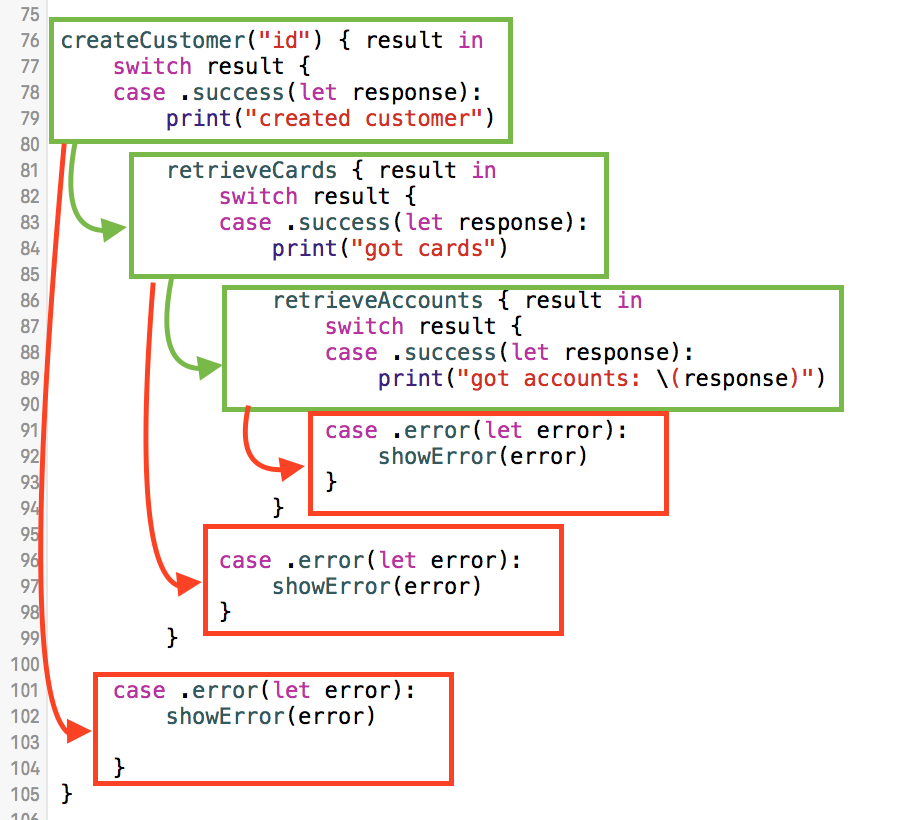 75
76 createCustomer("id") { result in
77     switch result {
78     case .success(let response):
79         print("created customer")
80
81         retrieveCards { result in
82             switch result {
83             case .success(let response):
84                 print("got cards")
85
86                 retrieveAccounts { result in
87                     switch result {
88                     case .success(let response):
89                         print("got accounts: \(response)")
90
91                     case .error(let error):
92                         showError(error)
93                     }
94                 }
95
96             case .error(let error):
97                 showError(error)
98             }
99         }
100
101     case .error(let error):
102         showError(error)
103
104     }
105 }
106